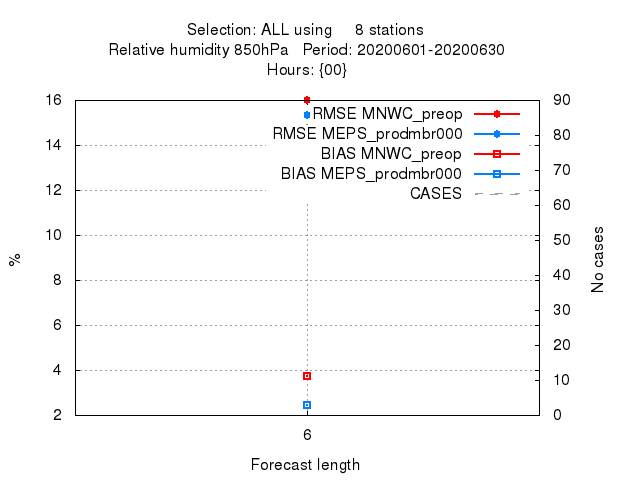 Selection: ALL using 8 stations
Relative humidity 850hPa Period: 20200601-20200630
Hours: {00}
16 90
RMSE MNWC_preop
80
RMSE MEPS_prodmbr000
14
BIAS MNWC_preop
70
BIAS MEPS_prodmbr000
12
CASES
60
10
50
% No cases
8 40
30
6
20
4
10
2 0
6
Forecast length